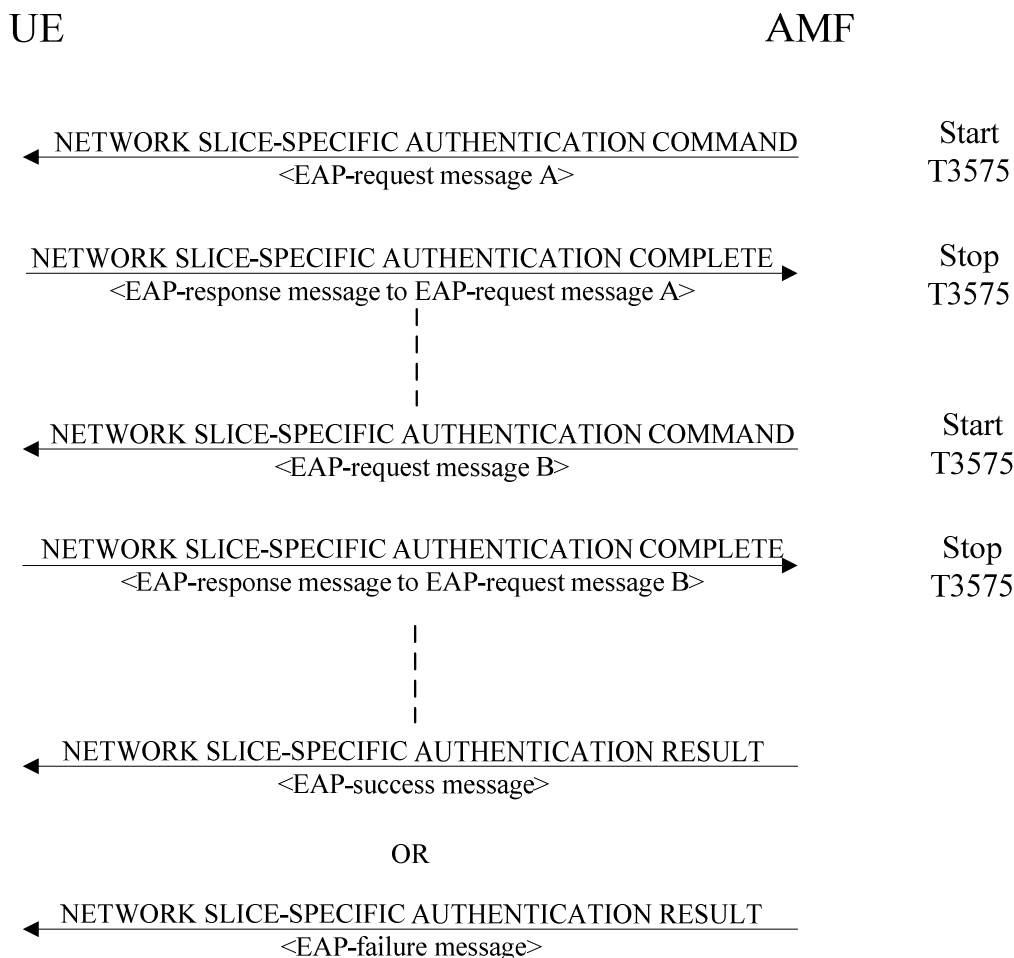 UE
AMF
NETWORK SLICE-SPECIFIC AUTHENTICATION COMMAND
<EAP-request message A>
Start
T3575
NETWORK SLICE-SPECIFIC AUTHENTICATION COMPLETE
<EAP-response message to EAP-request message A>
Stop
T3575
NETWORK SLICE-SPECIFIC AUTHENTICATION COMMAND
<EAP-request message B>
Start
T3575
NETWORK SLICE-SPECIFIC AUTHENTICATION COMPLETE
<EAP-response message to EAP-request message B>
Stop
T3575
NETWORK SLICE-SPECIFIC AUTHENTICATION RESULT
<EAP-success message>
OR
NETWORK SLICE-SPECIFIC AUTHENTICATION RESULT
<EAP-failure message>